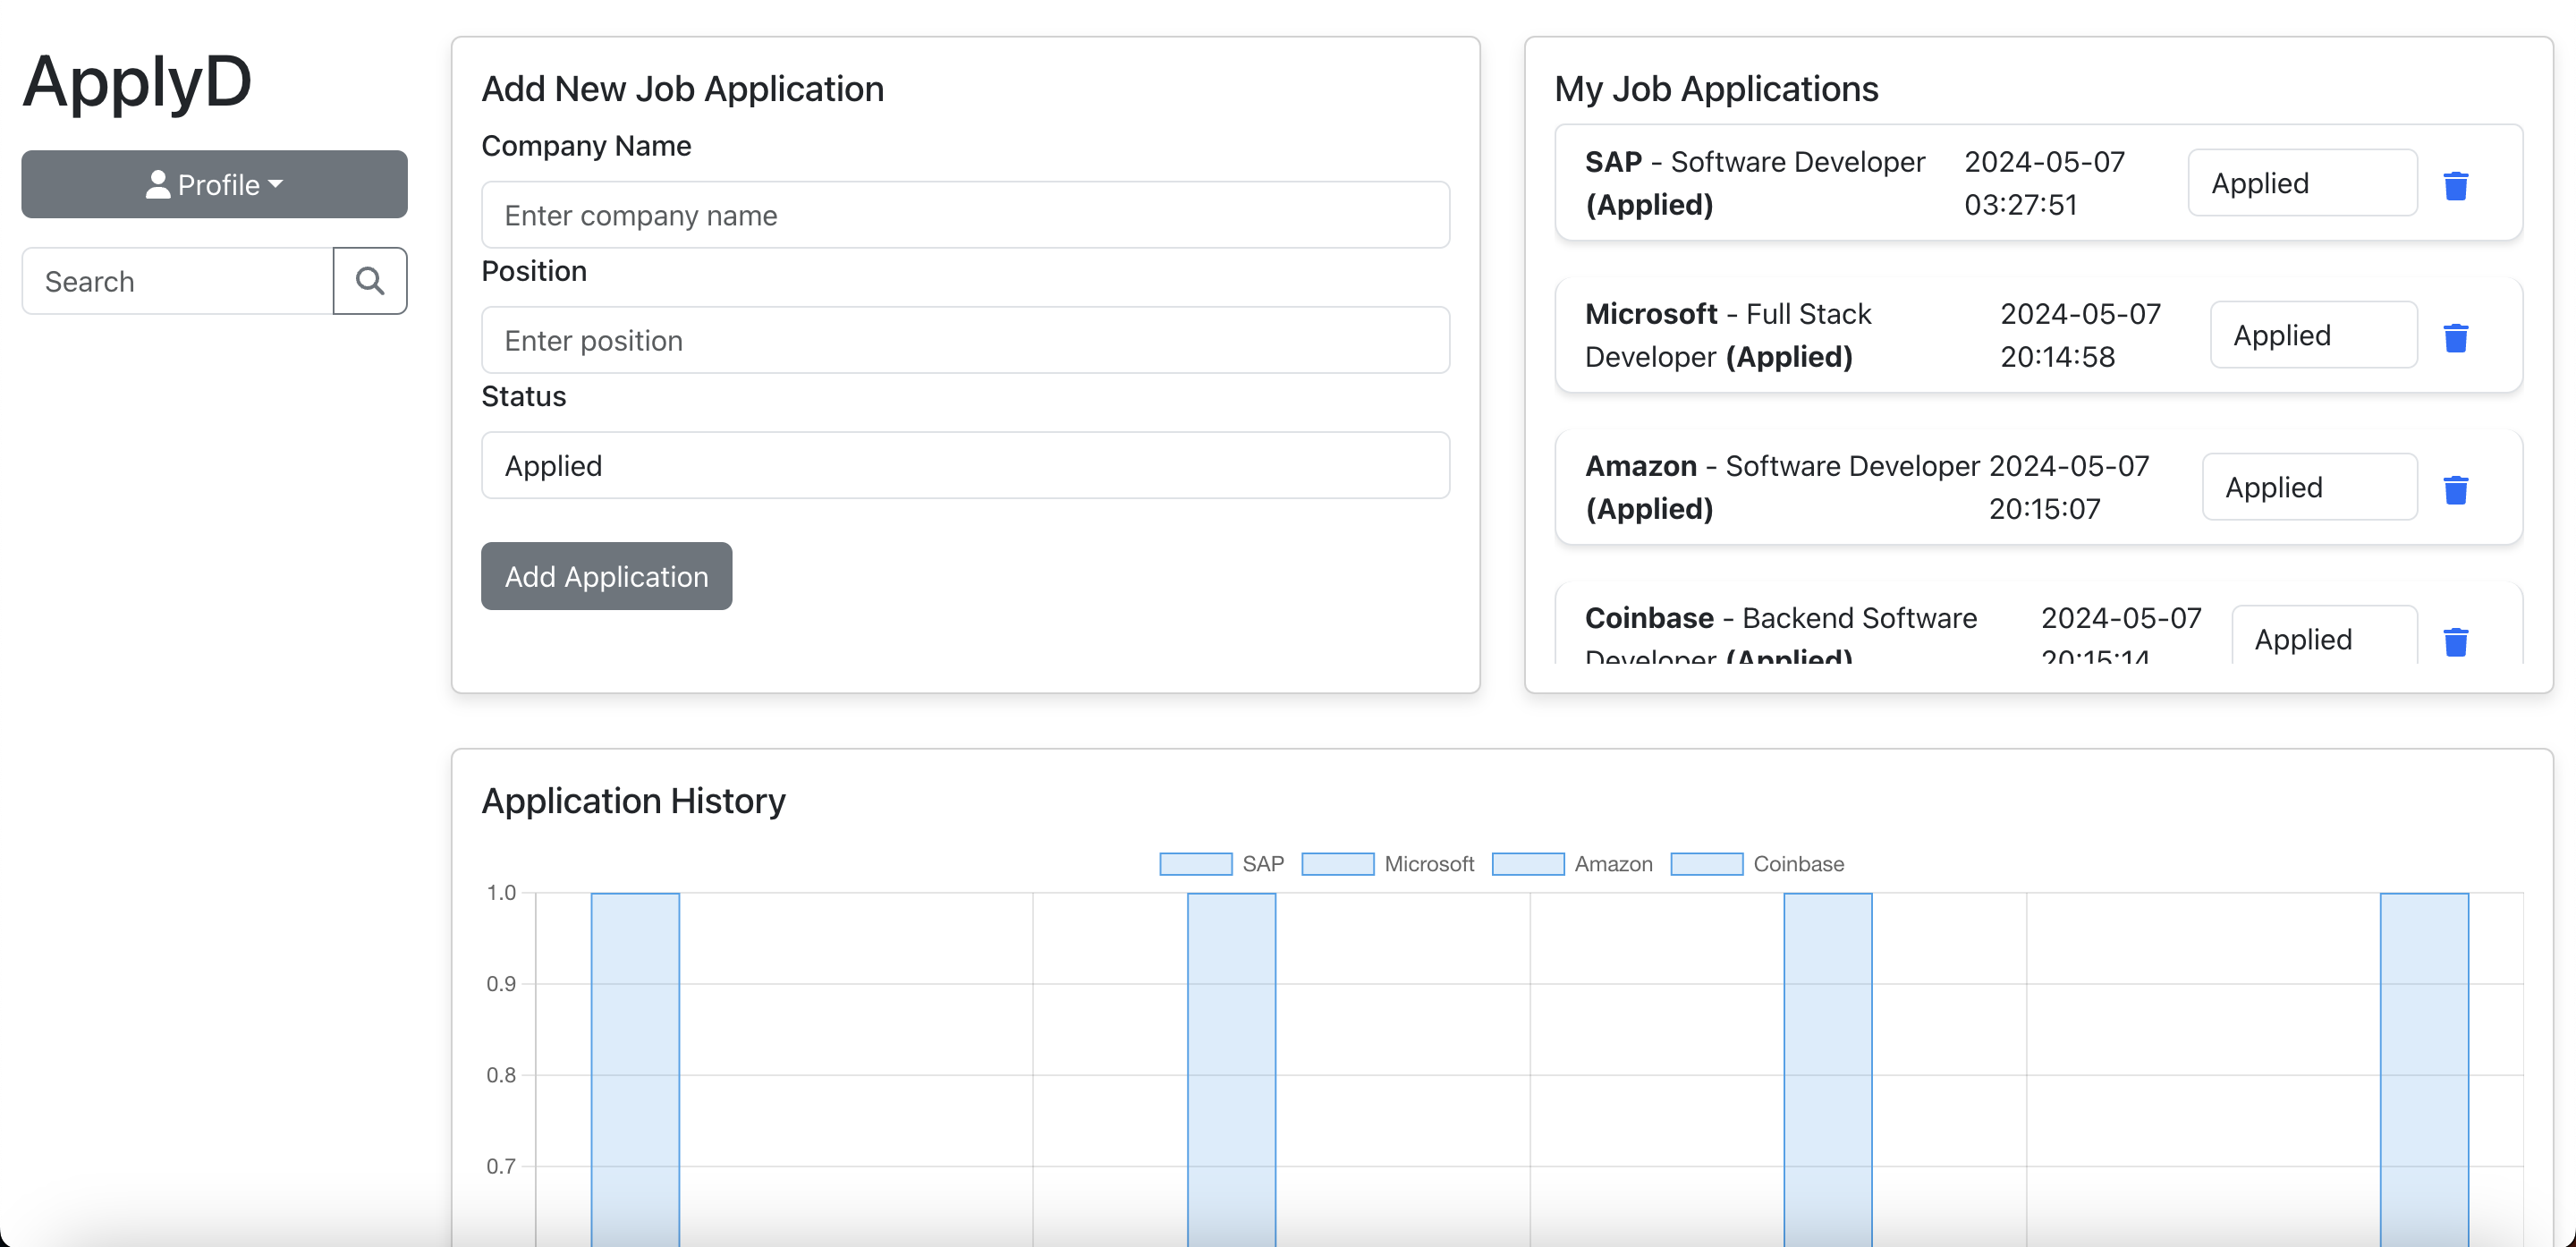 ApplyD
Profile
Search
Add New Job Application
Company Name
Enter company name
Position
Enter position
Status
Applied
Add Application
My Job Applications
SAP - Software Developer
(Applied)
2024-05-07
03:27:51
Applied
Microsoft - Full Stack
Developer (Applied)
2024-05-07
20:14:58
Applied
Amazon - Software Developer
(Applied)
2024-05-07
20:15:07
Applied
Coinbase - Backend Software
Developer (Applied)
2024-05-07
20:15:14
Applied
Application History
SAP
Microsoft
Amazon
Coinbase
1.0
0.9
0.8
0.7